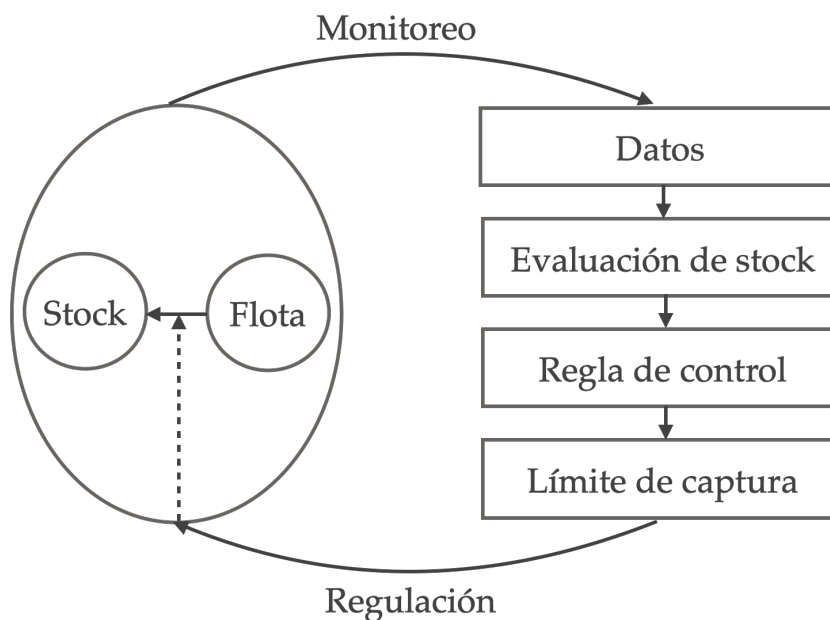 Monitoreo
Datos
Evaluación de stock
Stock
Flota
Regla de control
Límite de captura
Regulación